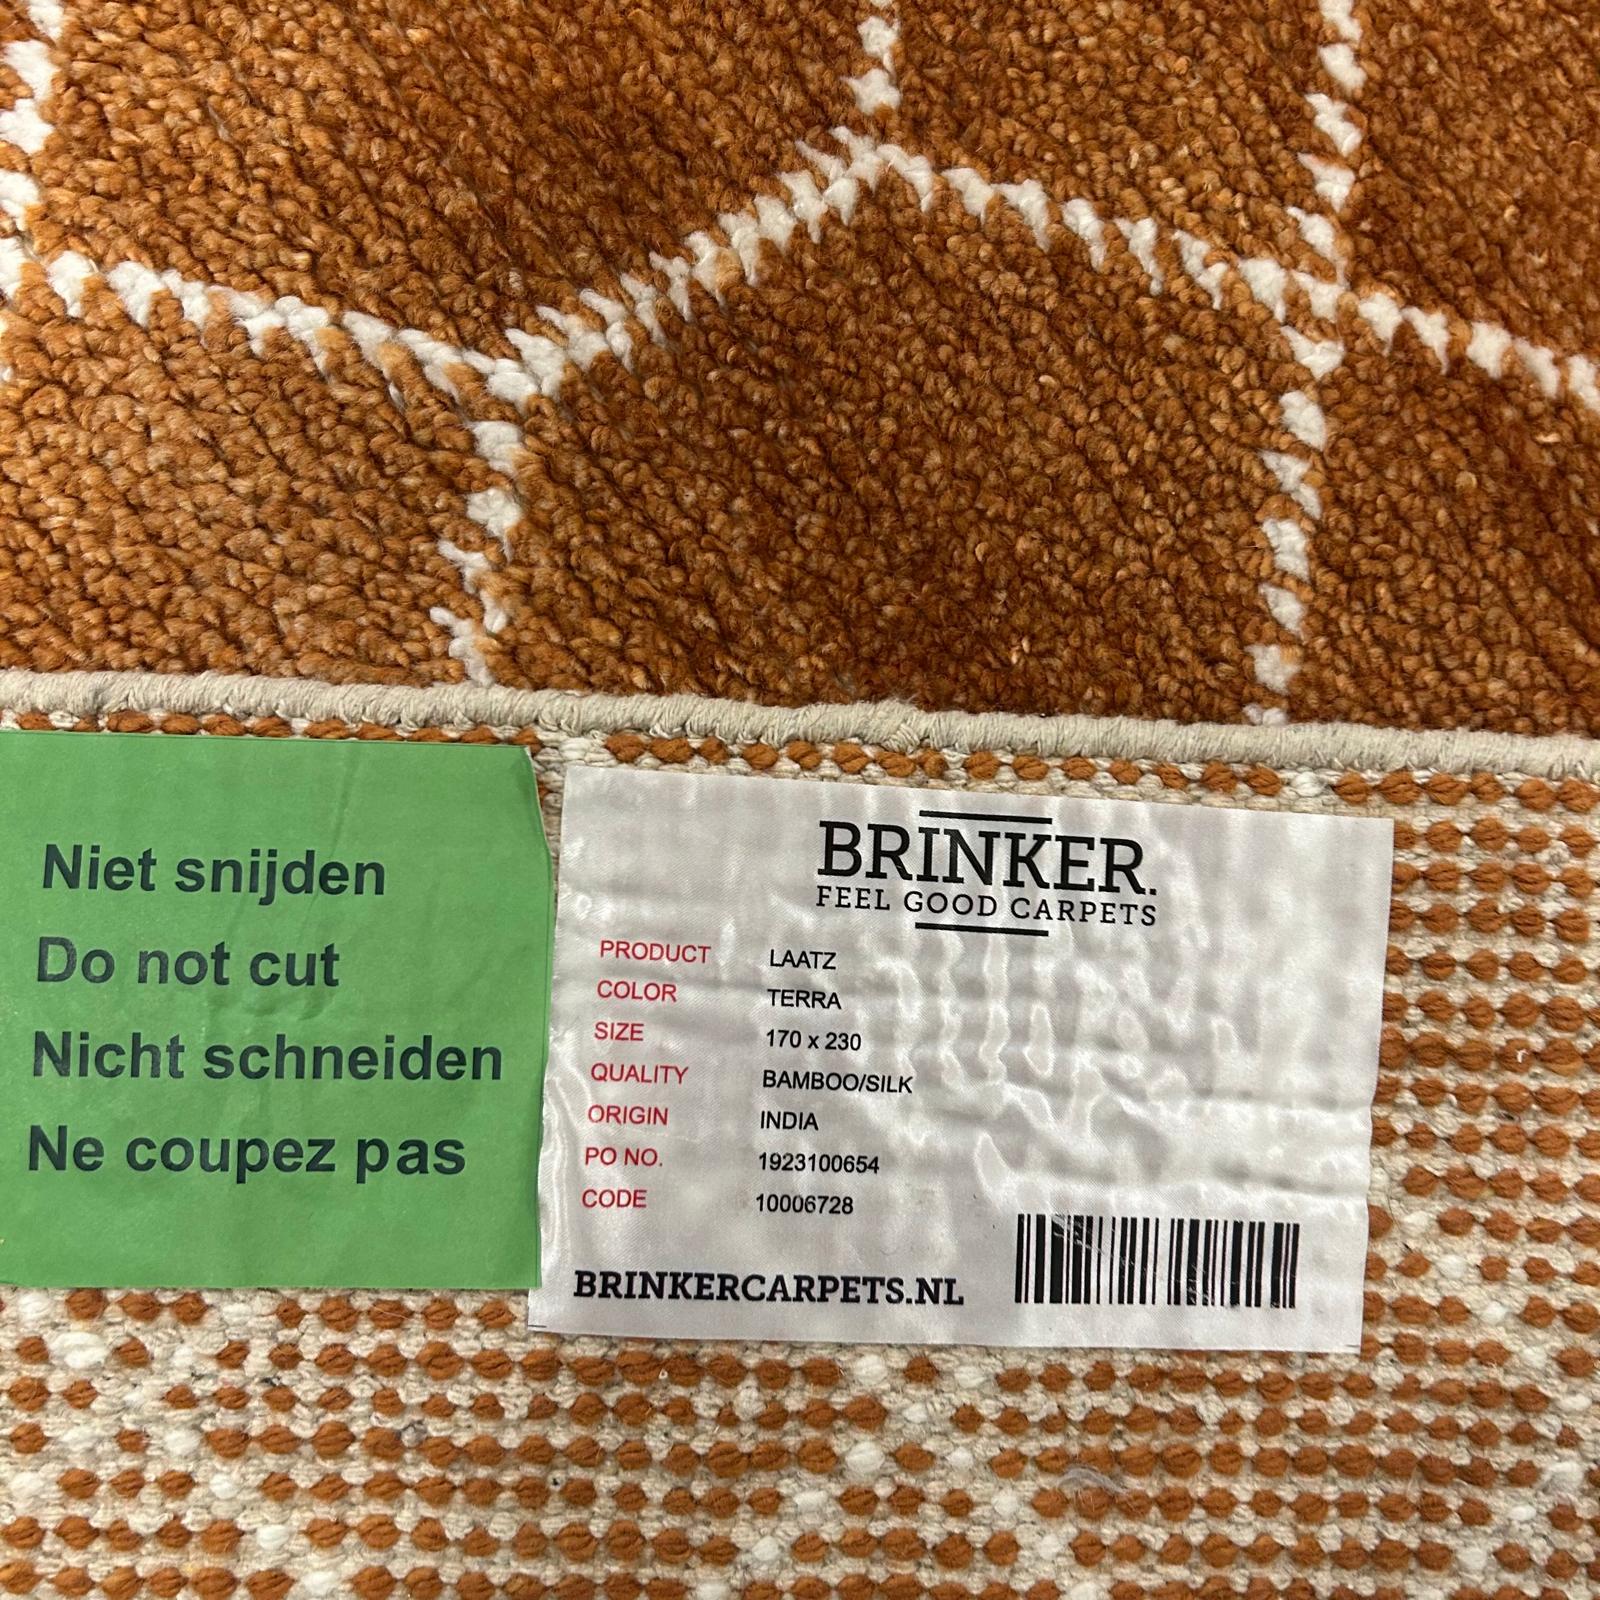 Niet snijden
Do not cut
Nicht schneiden
Ne coupez pas
BRINKER.
FEEL GOOD CARPETS
PRODUCT LAATZ
COLOR TERRA
SIZE 170 x 230
QUALITY BAMBOO/SILK
ORIGIN INDIA
PO NO. 1923100654
CODE 10006728
BRINKERCARPETS.NL